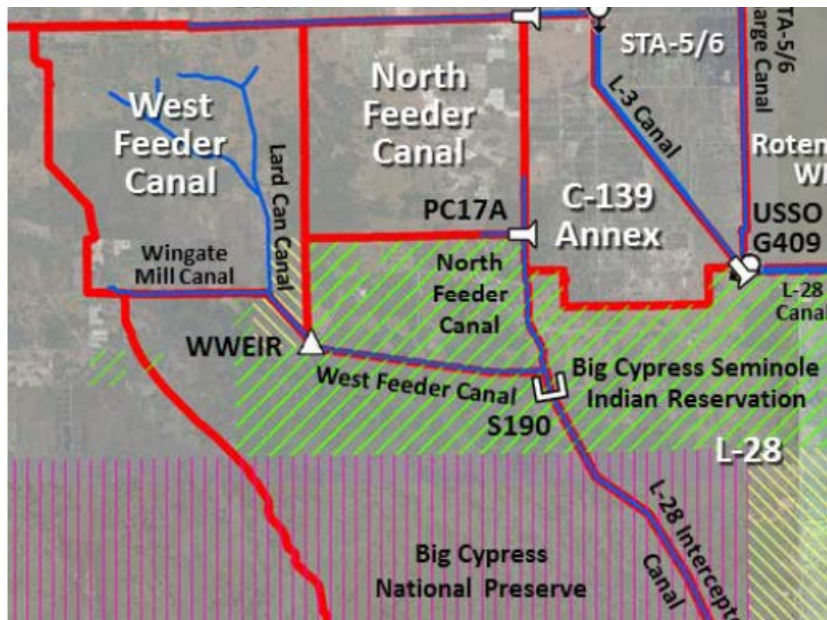 STA-5/6
STA-5/6
arge Canal
West
Feeder
Canal
North
Feeder
Canal
L-3 Canal
Lard Can Canal
PC17A
C-139
Annex
USSO
G409
Wingate
Mill Canal
North
Feeder
Canal
L-28
Canal
WWEIR
West Feeder Canal
Big Cypress Seminole
Indian Reservation
S190
L-28
L-28 Intercepto
Canal
Big Cypress
National Preserve